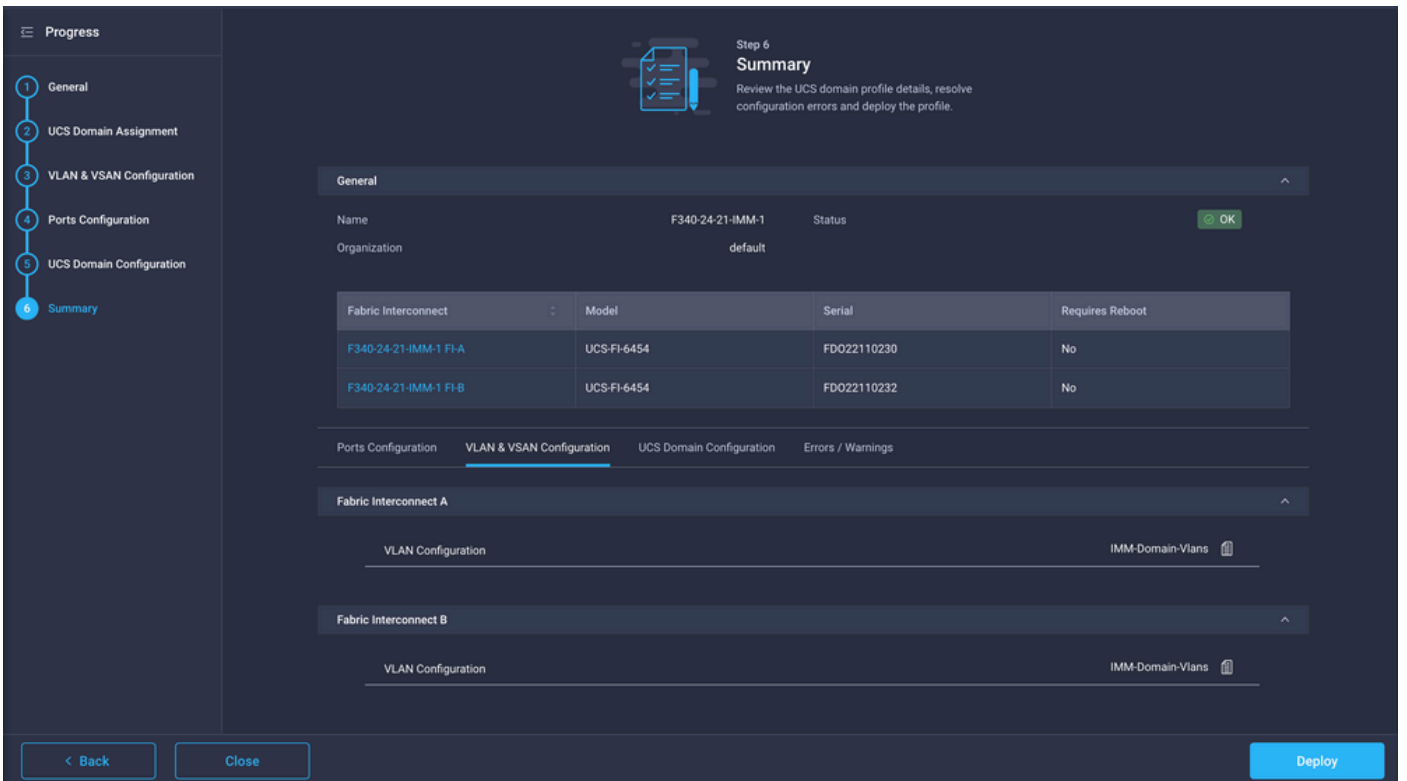 Progress
1 General
2 UCS Domain Assignment
3 VLAN & VSAN Configuration
4 Ports Configuration
5 UCS Domain Configuration
6 Summary
Step 6
Summary
Review the UCS domain profile details, resolve
configuration errors and deploy the profile.
General
Name F340-24-21-IMM-1 Status OK
Organization default
Fabric Interconnect Model Serial Requires Reboot
F340-24-21-IMM-1 FI-A UCS-FI-6454 FDO22110230 No
F340-24-21-IMM-1 FI-B UCS-FI-6454 FDO22110232 No
Ports Configuration VLAN & VSAN Configuration UCS Domain Configuration Errors / Warnings
Fabric Interconnect A
VLAN Configuration IMM-Domain-Vlans
Fabric Interconnect B
VLAN Configuration IMM-Domain-Vlans
< Back Close Deploy